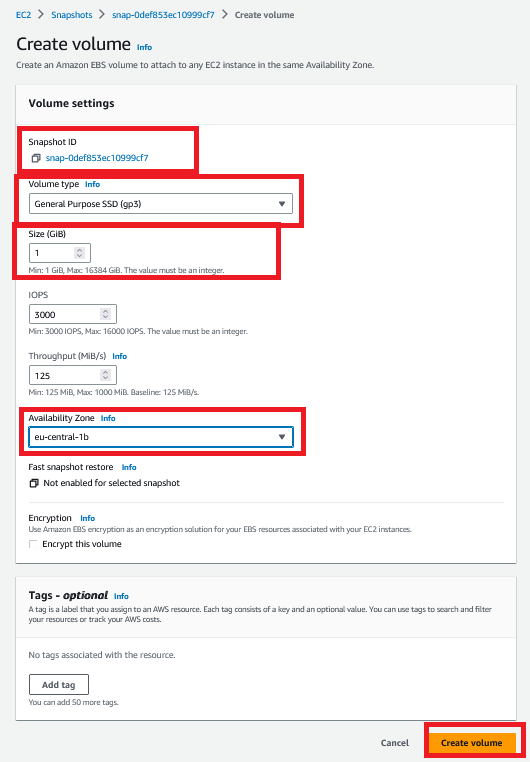 EC2 > Snapshots > snap-0def853ec10999cf7 > Create volume
Create volume Info
Create an Amazon EBS volume to attach to any EC2 instance in the same Availability Zone.
Volume settings
Snapshot ID
snap-0def853ec10999cf7
Volume type Info
General Purpose SSD (gp3)
Size (GiB)
1
Min: 1 GiB, Max: 16384 GiB. The value must be an integer.
IOPS
3000
Min: 3000 IOPS, Max: 16000 IOPS. The value must be an integer.
Throughput (MiB/s) Info
125
Min: 125 MiB, Max: 1000 MiB. Baseline: 125 MiB/s.
Availability Zone Info
eu-central-1b
Fast snapshot restore Info
Not enabled for selected snapshot
Encryption Info
Use Amazon EBS encryption as an encryption solution for your EBS resources associated with your EC2 instances.
Encrypt this volume
Tags - optional Info
A tag is a label that you assign to an AWS resource. Each tag consists of a key and an optional value. You can use tags to search and filter
your resources or track your AWS costs.
No tags associated with the resource.
Add tag
You can add 50 more tags.
Cancel Create volume